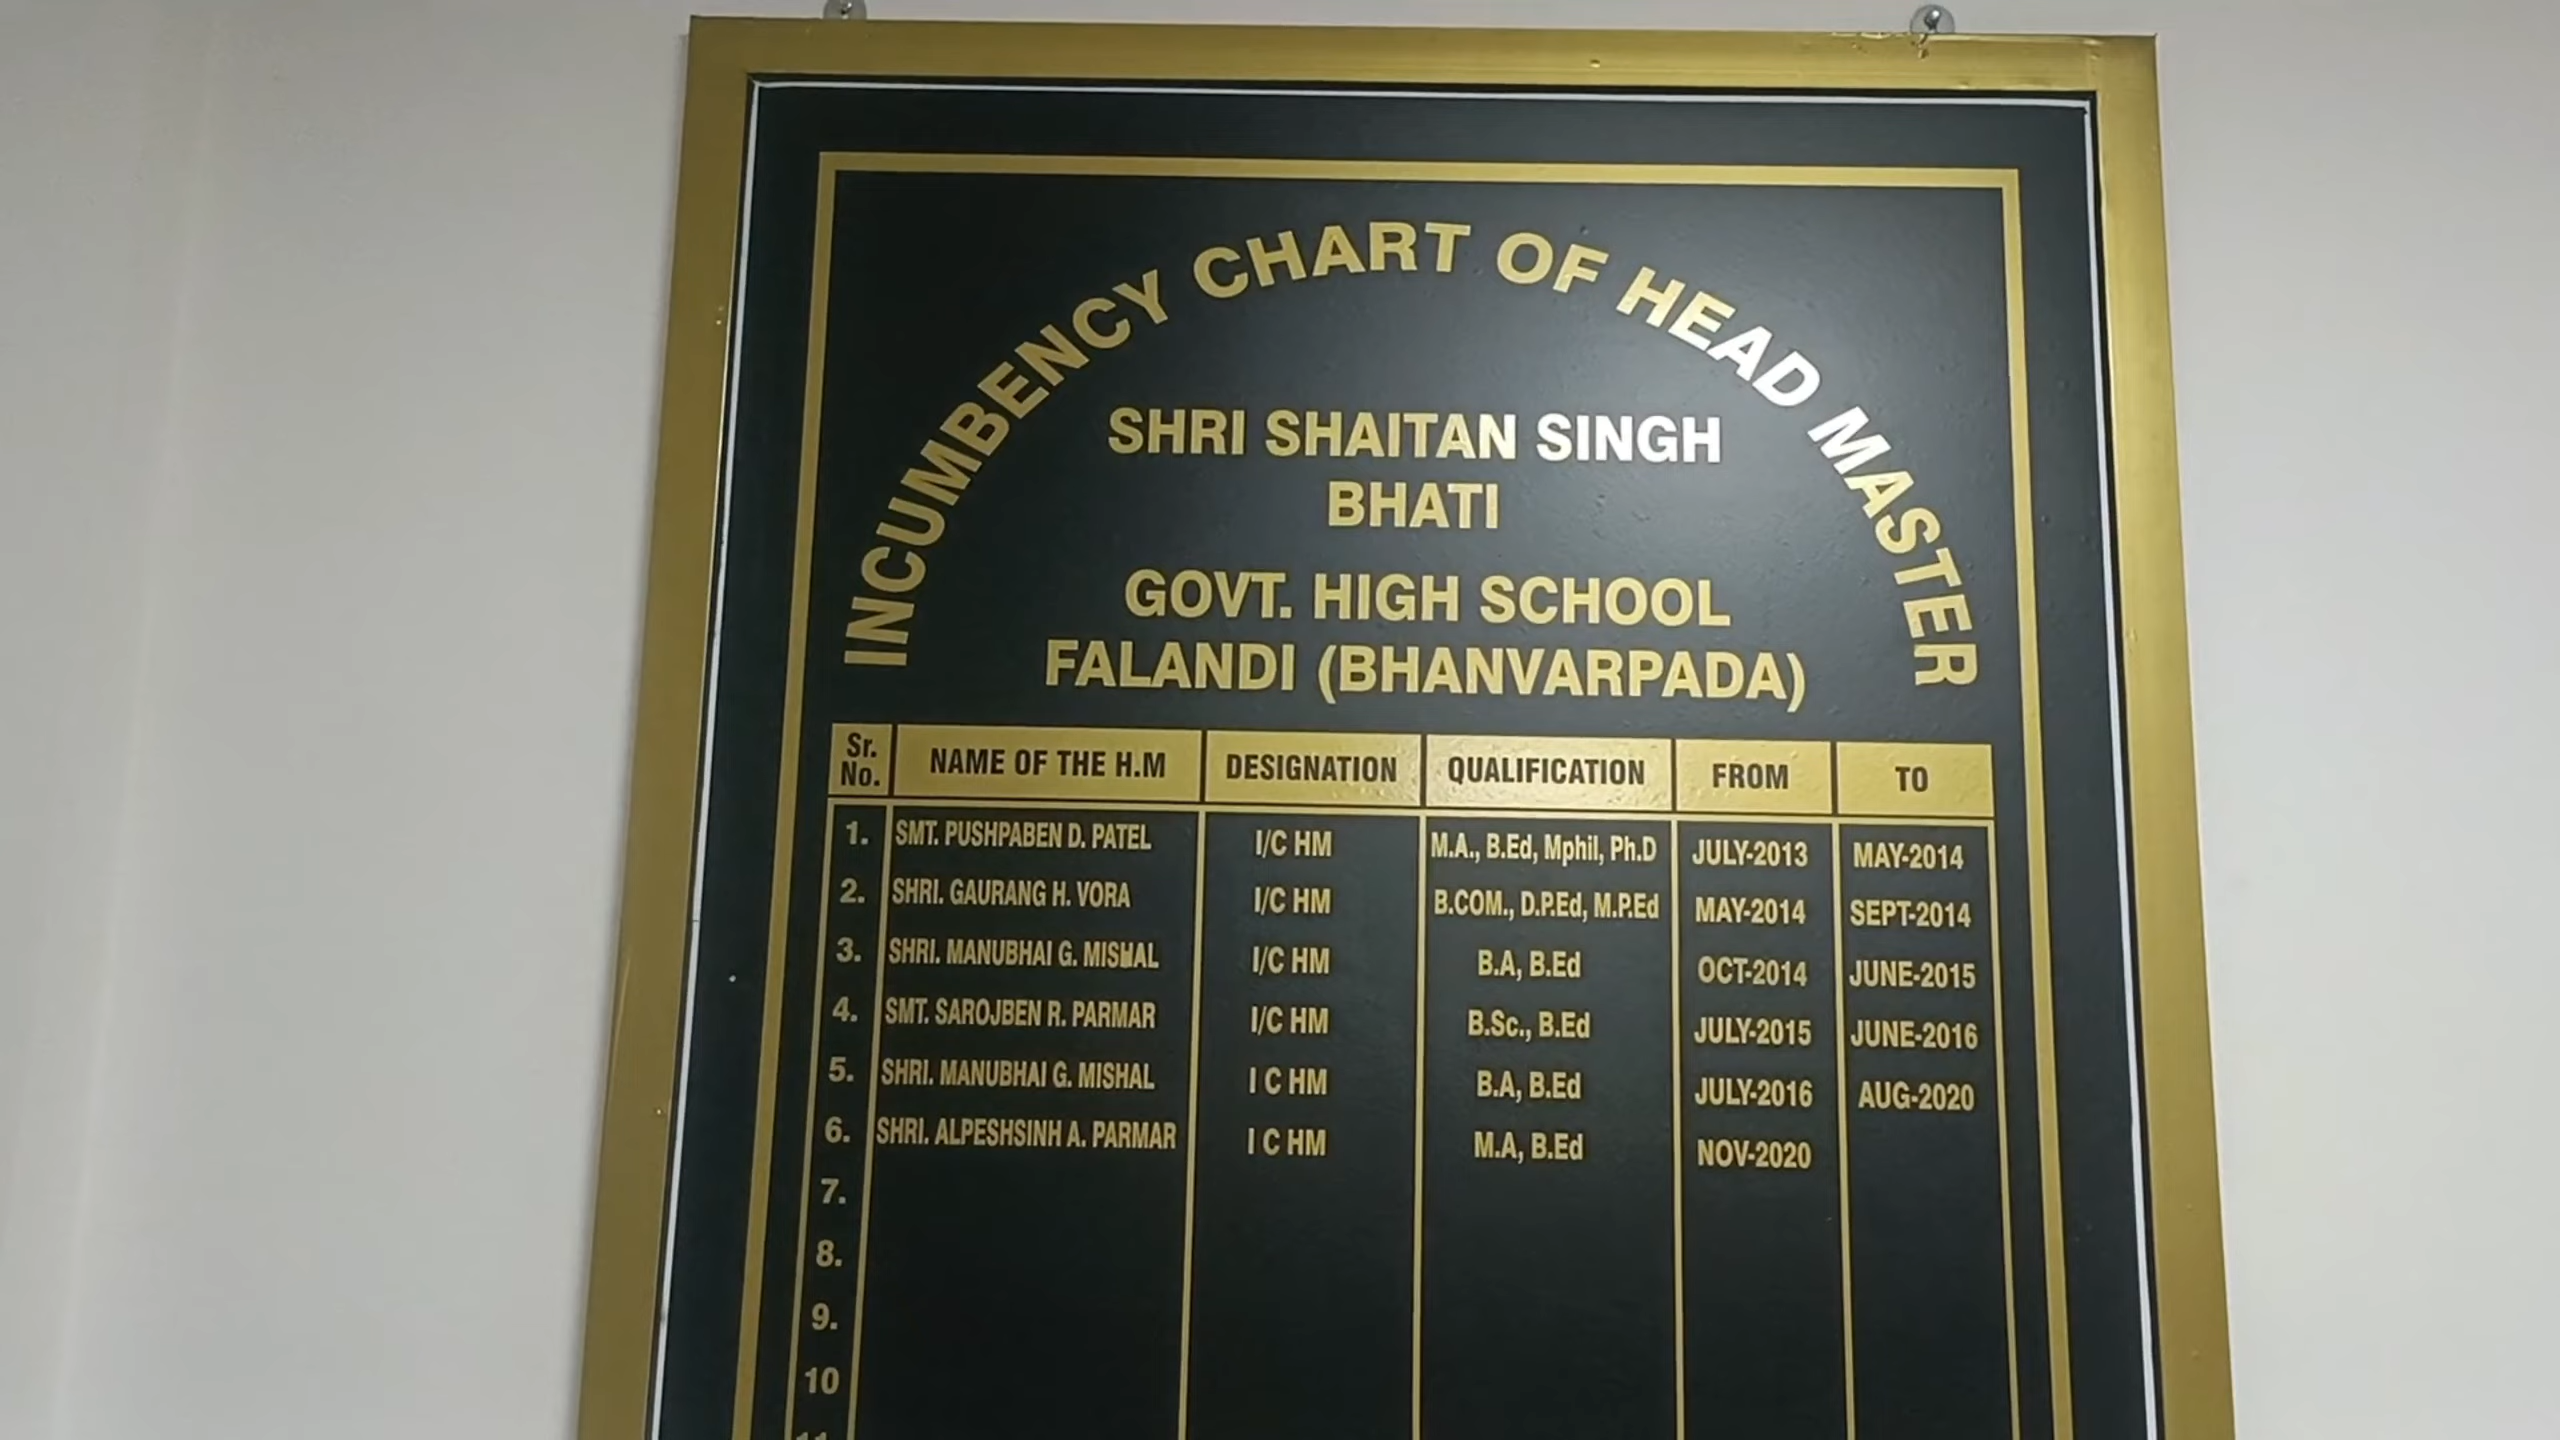 INCUMBENCY CHART OF HEAD MASTER
SHRI SHAITAN SINGH
BHATI
GOVT. HIGH SCHOOL
FALANDI (BHANVARPADA)
Sr. No. NAME OF THE H.M DESIGNATION QUALIFICATION FROM TO
1. SMT. PUSHPABEN D. PATEL I/C HM M.A., B.Ed, Mphil, Ph.D JULY-2013 MAY-2014
2. SHRI. GAURANG H. VORA I/C HM B.COM., D.P.Ed, M.P.Ed MAY-2014 SEPT-2014
3. SHRI. MANUBHAI G. MISHAL I/C HM B.A, B.Ed OCT-2014 JUNE-2015
4. SMT. SAROJBEN R. PARMAR I/C HM B.Sc., B.Ed JULY-2015 JUNE-2016
5. SHRI. MANUBHAI G. MISHAL I C HM B.A, B.Ed JULY-2016 AUG-2020
6. SHRI. ALPESHSINH A. PARMAR I C HM M.A, B.Ed NOV-2020
7.
8.
9.
10